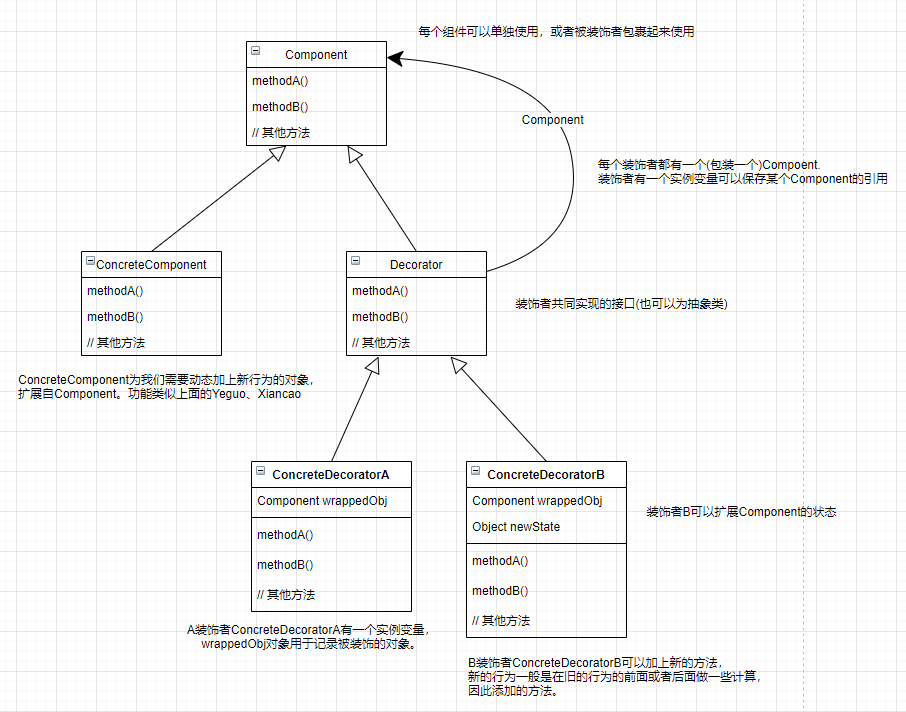 每个组件可以单独使用，或者被装饰者包裹起来使用
Component
methodA()
methodB()
// 其他方法
Component
每个装饰者都有一个(包装一个)Compoent.
装饰者有一个实例变量可以保存某个Component的引用
ConcreteComponent
methodA()
methodB()
// 其他方法
Decorator
methodA()
methodB()
// 其他方法
装饰者共同实现的接口(也可以为抽象类)
ConcreteComponent为我们需要动态加上新行为的对象，
扩展自Component。功能类似上面的Yeguo、Xiancao
ConcreteDecoratorA
Component wrappedObj
methodA()
methodB()
// 其他方法
ConcreteDecoratorB
Component wrappedObj
Object newState
methodA()
methodB()
// 其他方法
装饰者B可以扩展Component的状态
A装饰者ConcreteDecoratorA有一个实例变量，
wrappedObj对象用于记录被装饰的对象。
B装饰者ConcreteDecoratorB可以加上新的方法，
新的行为一般是在旧的行为的前面或者后面做一些计算，
因此添加的方法。